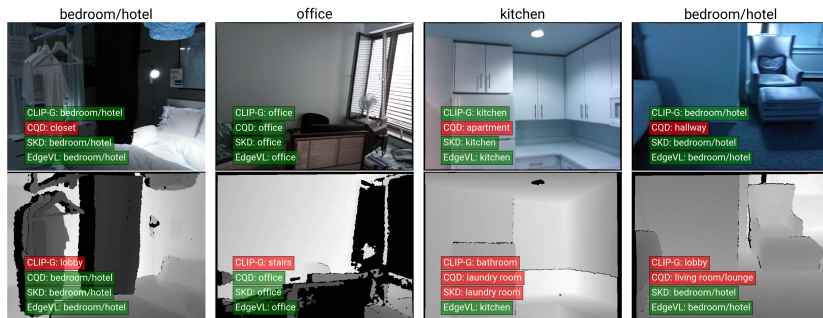 bedroom/hotel
office
kitchen
bedroom/hotel
CLIP-G: bedroom/hotel
CQD: closet
SKD: bedroom/hotel
EdgeVL: bedroom/hotel
CLIP-G: office
CQD: office
SKD: office
EdgeVL: office
CLIP-G: kitchen
CQD: apartment
SKD: kitchen
EdgeVL: kitchen
CLIP-G: bedroom/hotel
CQD: hallway
SKD: bedroom/hotel
EdgeVL: bedroom/hotel
CLIP-G: lobby
CQD: bedroom/hotel
SKD: bedroom/hotel
EdgeVL: bedroom/hotel
CLIP-G: stairs
CQD: office
SKD: office
EdgeVL: office
CLIP-G: bathroom
CQD: laundry room
SKD: laundry room
EdgeVL: kitchen
CLIP-G: lobby
CQD: living room/lounge
SKD: bedroom/hotel
EdgeVL: bedroom/hotel